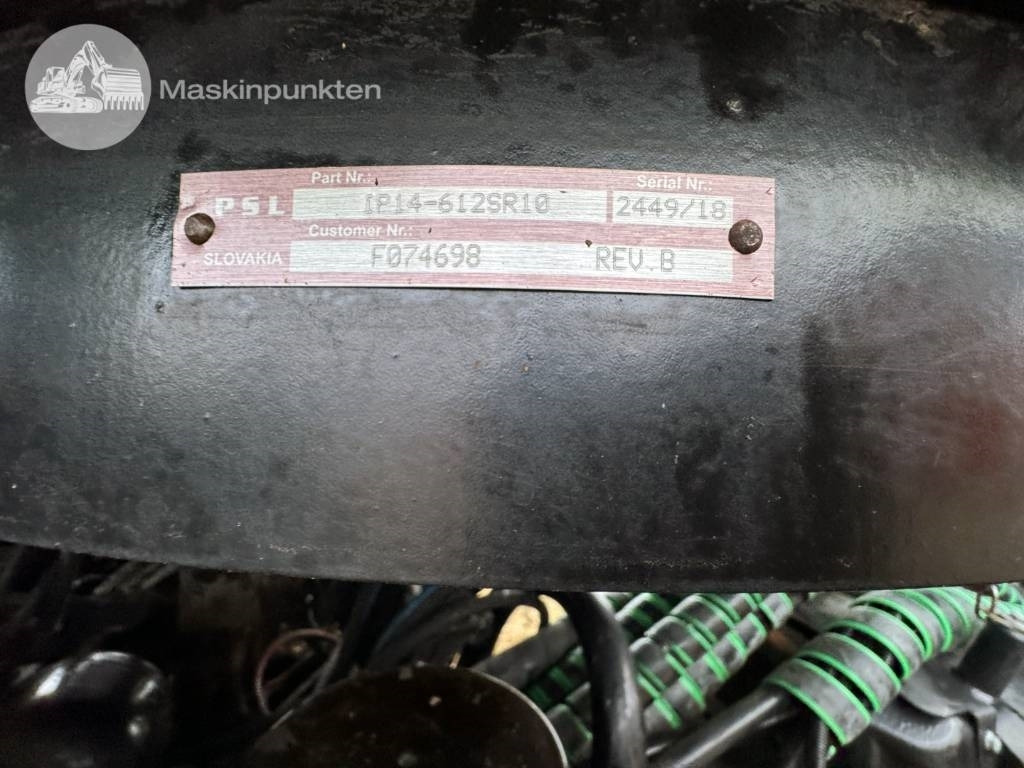 Maskinpunkten
Part Nr.: Serial Nr.:
PSL IP14-612SR10 2449/18
Customer Nr.:
SLOVAKIA F074698 REV.B